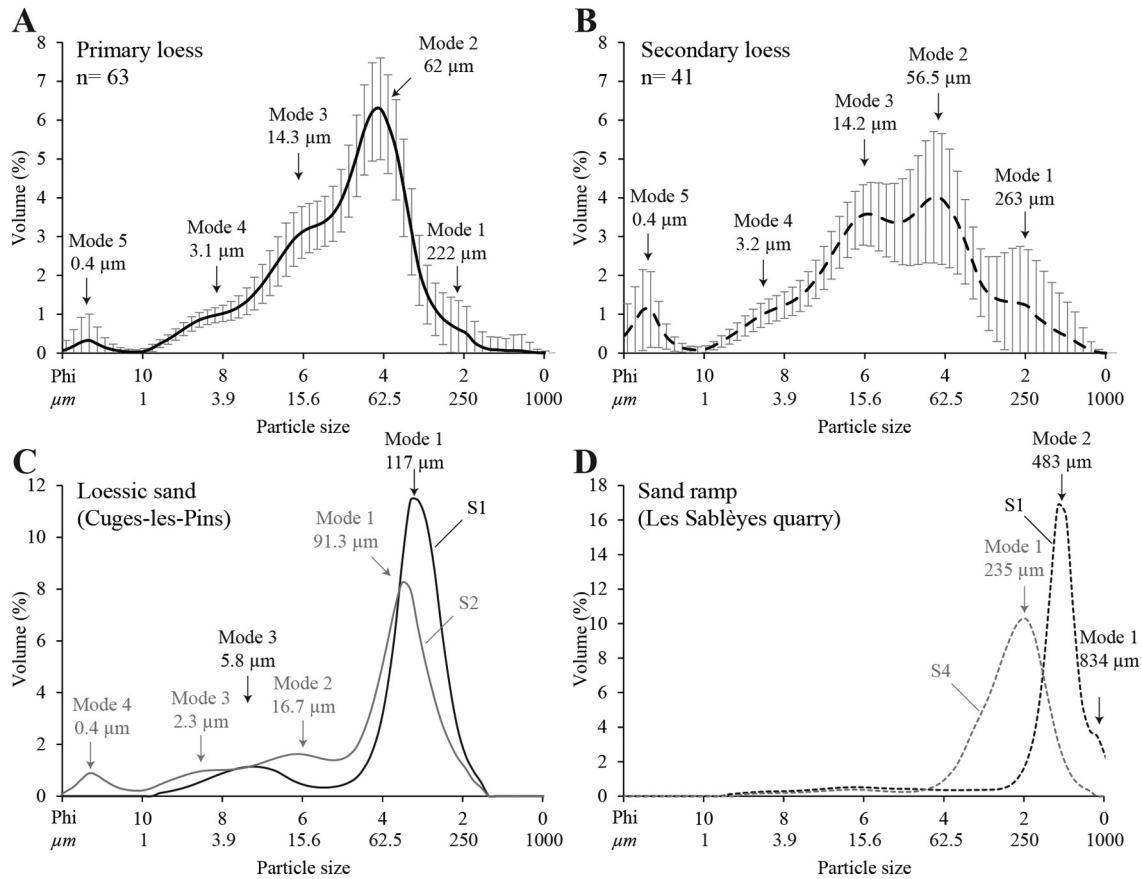 A
Primary loess
n= 63
Mode 2
62 µm
Mode 3
14.3 µm
Mode 4
3.1 µm
Mode 5
0.4 µm
Mode 1
222 µm
Volume (%)
8
7
6
5
4
3
2
1
0
Phi 10 8 6 4 2 0
µm 1 3.9 15.6 62.5 250 1000
Particle size
B
Secondary loess
n= 41
Mode 2
56.5 µm
Mode 3
14.2 µm
Mode 1
263 µm
Mode 5
0.4 µm
Mode 4
3.2 µm
Volume (%)
8
7
6
5
4
3
2
1
0
Phi 10 8 6 4 2 0
µm 1 3.9 15.6 62.5 250 1000
Particle size
C
Loessic sand
(Cuges-les-Pins)
Mode 1
117 µm
S1
Mode 1
91.3 µm
S2
Mode 3
5.8 µm
Mode 2
16.7 µm
Mode 3
2.3 µm
Mode 4
0.4 µm
Volume (%)
12
10
8
6
4
2
0
Phi 10 8 6 4 2 0
µm 1 3.9 15.6 62.5 250 1000
Particle size
D
Sand ramp
(Les Sablèyes quarry)
Mode 2
483 µm
S1
Mode 1
235 µm
Mode 1
834 µm
S4
Volume (%)
18
16
14
12
10
8
6
4
2
0
Phi 10 8 6 4 2 0
µm 1 3.9 15.6 62.5 250 1000
Particle size